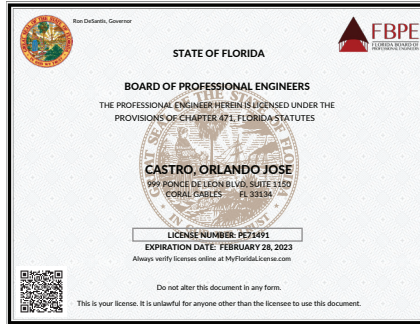 Ron DeSantis, Governor
FBPE
FLORIDA BOARD OF
PROFESSIONAL ENGINEERS
STATE OF FLORIDA
BOARD OF PROFESSIONAL ENGINEERS
THE PROFESSIONAL ENGINEER HEREIN IS LICENSED UNDER THE
PROVISIONS OF CHAPTER 471, FLORIDA STATUTES
CASTRO, ORLANDO JOSE
999 PONCE DE LEON BLVD, SUITE 1150
CORAL GABLES FL 33134
LICENSE NUMBER: PE71491
EXPIRATION DATE: FEBRUARY 28, 2023
Always verify licenses online at MyFloridaLicense.com
Do not alter this document in any form.
This is your license. It is unlawful for anyone other than the licensee to use this document.